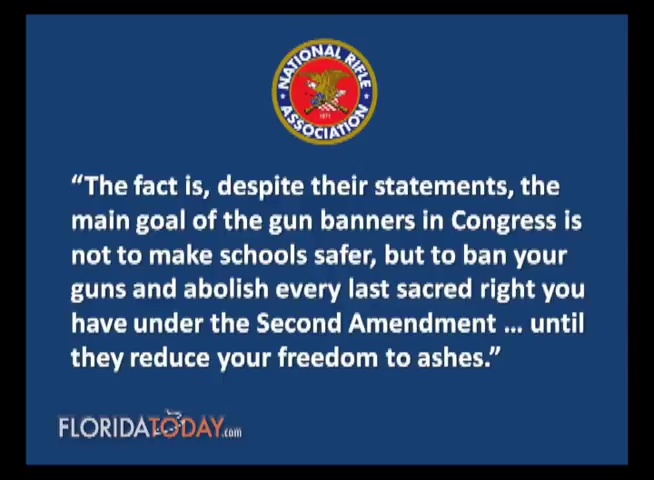 NATIONAL RIFLE
ASSOCIATION
1871
“The fact is, despite their statements, the
main goal of the gun banners in Congress is
not to make schools safer, but to ban your
guns and abolish every last sacred right you
have under the Second Amendment ... until
they reduce your freedom to ashes.”
FLORIDATODAY.com